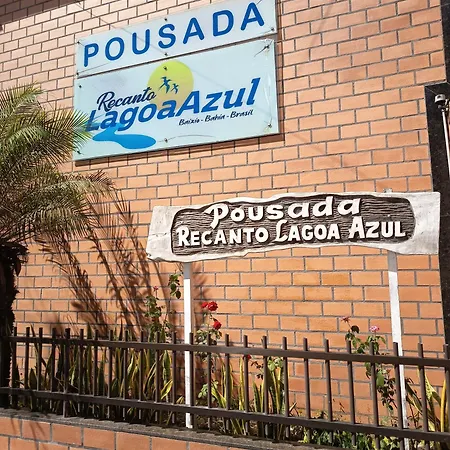 POUSADA
Recanto
LagoaAzul
Baixio - Bahia - Brasil
Pousada
RECANTO LAGOA AZUL